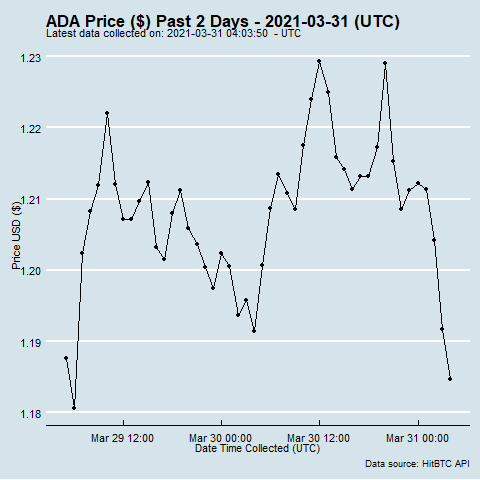 ADA Price ($) Past 2 Days - 2021-03-31 (UTC)
Latest data collected on: 2021-03-31 04:03:50 - UTC
1.23
1.22
1.21
1.20
1.19
1.18
Price USD ($)
Mar 29 12:00
Mar 30 00:00
Mar 30 12:00
Mar 31 00:00
Date Time Collected (UTC)
Data source: HitBTC API